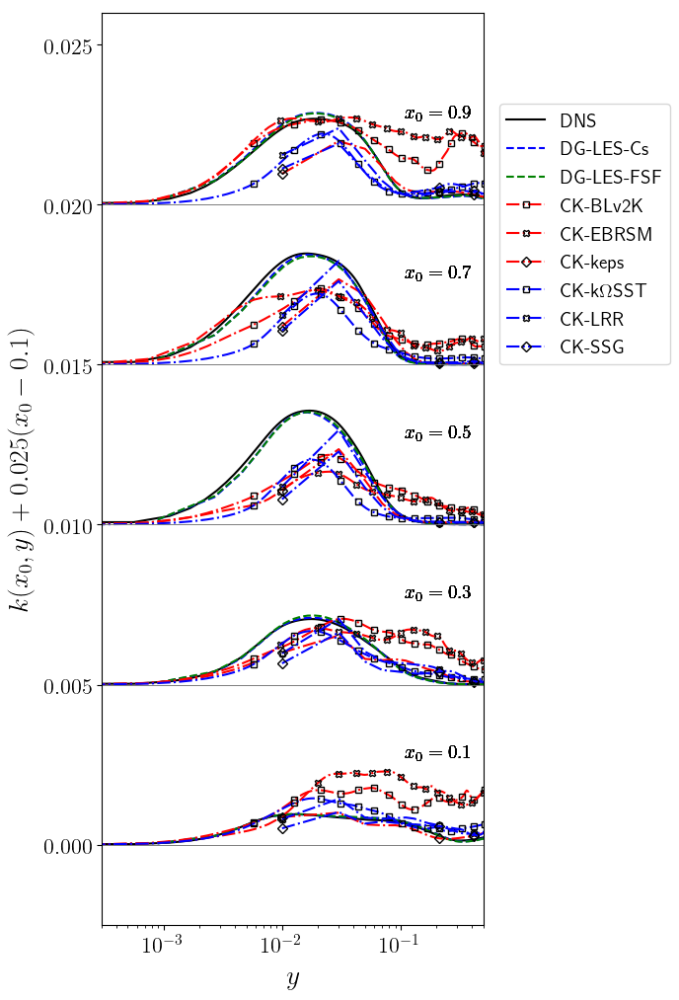 0.025
0.020
0.015
0.010
0.005
0.000
k(x₀, y) + 0.025(x₀ − 0.1)
x₀ = 0.9
x₀ = 0.7
x₀ = 0.5
x₀ = 0.3
x₀ = 0.1
10⁻³
10⁻²
10⁻¹
y
DNS
DG-LES-Cs
DG-LES-FSF
CK-BLv2K
CK-EBRSM
CK-keps
CK-kΩSST
CK-LRR
CK-SSG